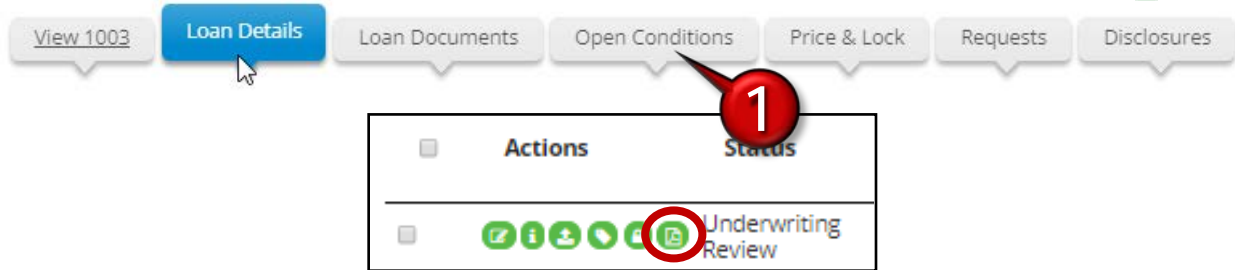 View 1003 Loan Details Loan Documents Open Conditions Price & Lock Requests Disclosures
1
Actions Status
Underwriting
Review